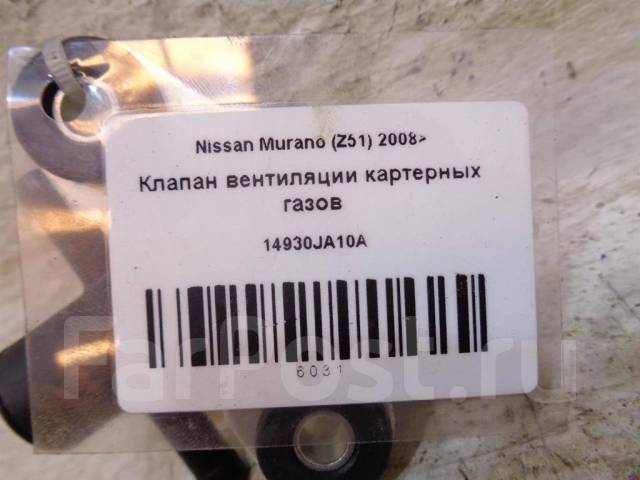 Nissan Murano (Z51) 2008>
Клапан вентиляции картерных
газов
14930JA10A
6031
FarPost.ru